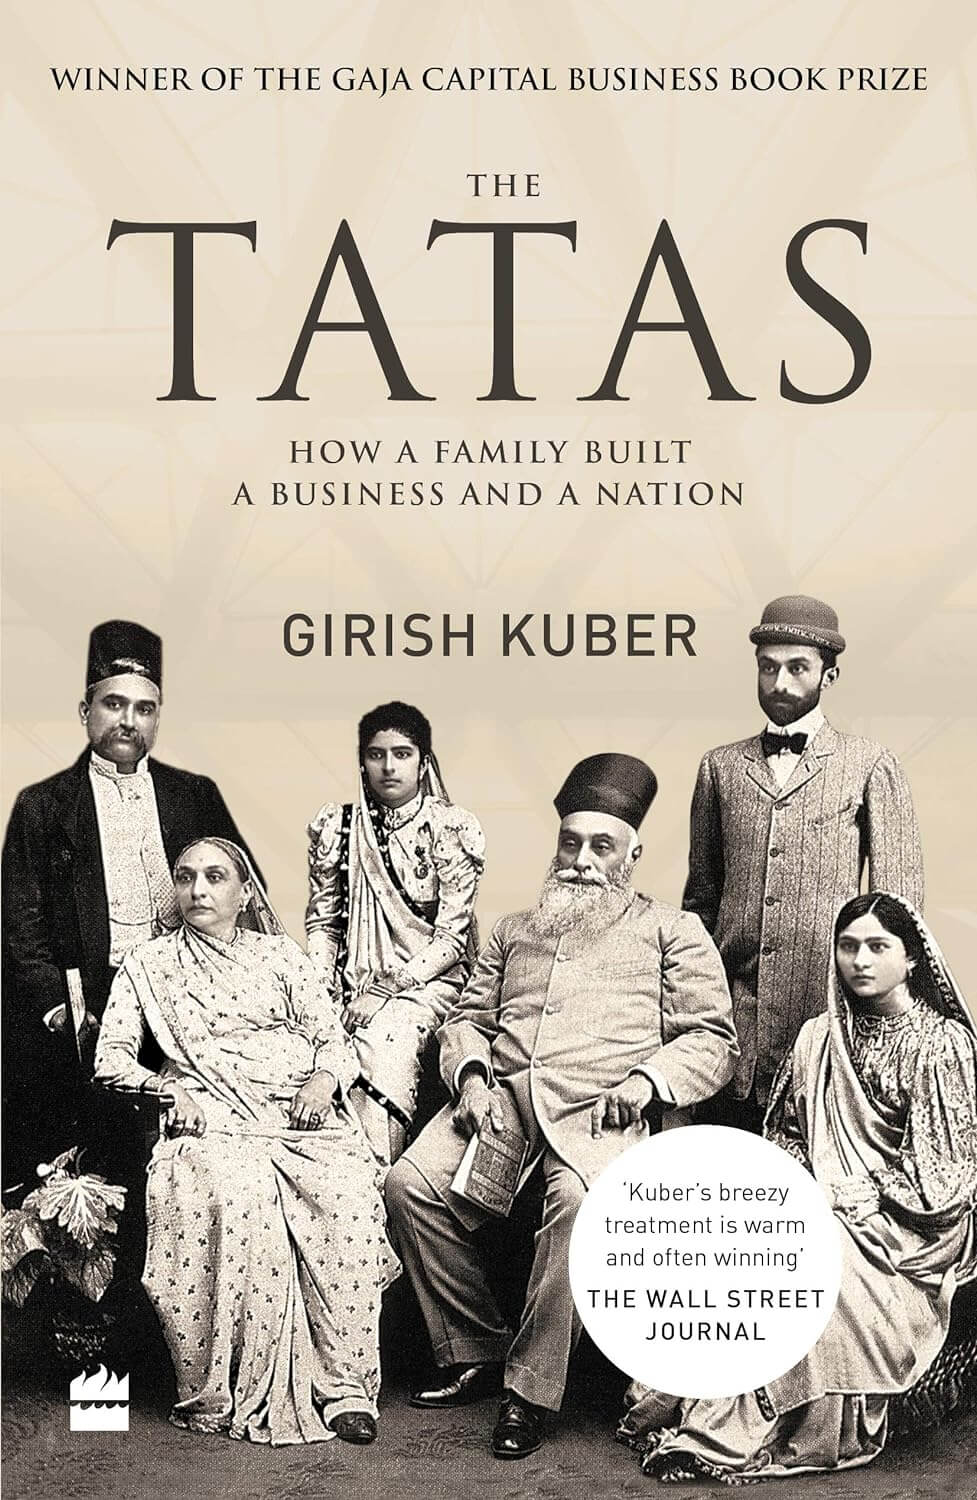 WINNER OF THE GAJA CAPITAL BUSINESS BOOK PRIZE
THE
TATAS
HOW A FAMILY BUILT
A BUSINESS AND A NATION
GIRISH KUBER
‘Kuber’s breezy
treatment is warm
and often winning’
THE WALL STREET
JOURNAL